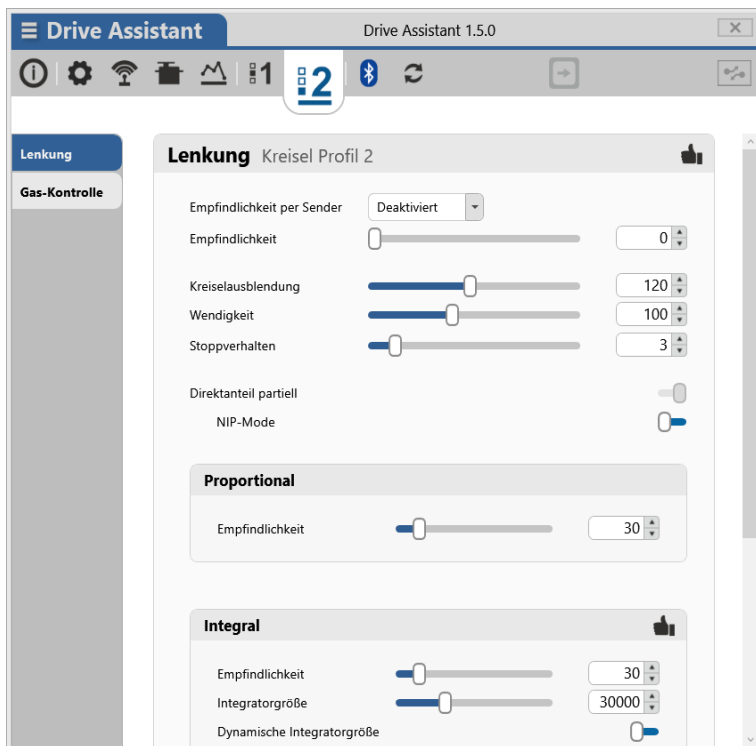 Drive Assistant
Drive Assistant 1.5.0
1
2
Lenkung
Gas-Kontrolle
Lenkung Kreisel Profil 2
Empfindlichkeit per Sender Deaktiviert
Empfindlichkeit 0
Kreiselausblendung 120
Wendigkeit 100
Stoppverhalten 3
Direktanteil partiell
NIP-Mode
Proportional
Empfindlichkeit 30
Integral
Empfindlichkeit 30
Integratorgröße 30000
Dynamische Integratorgröße